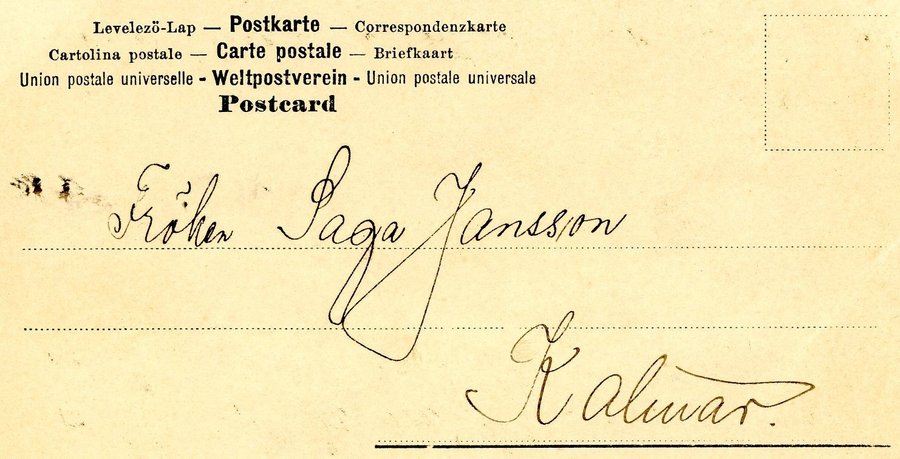 Levelezö-Lap — Postkarte — Correspondenzkarte
Cartolina postale — Carte postale — Briefkaart
Union postale universelle - Weltpostverein - Union postale universale
Postcard
Fröken Saga Jansson
Kalmar.